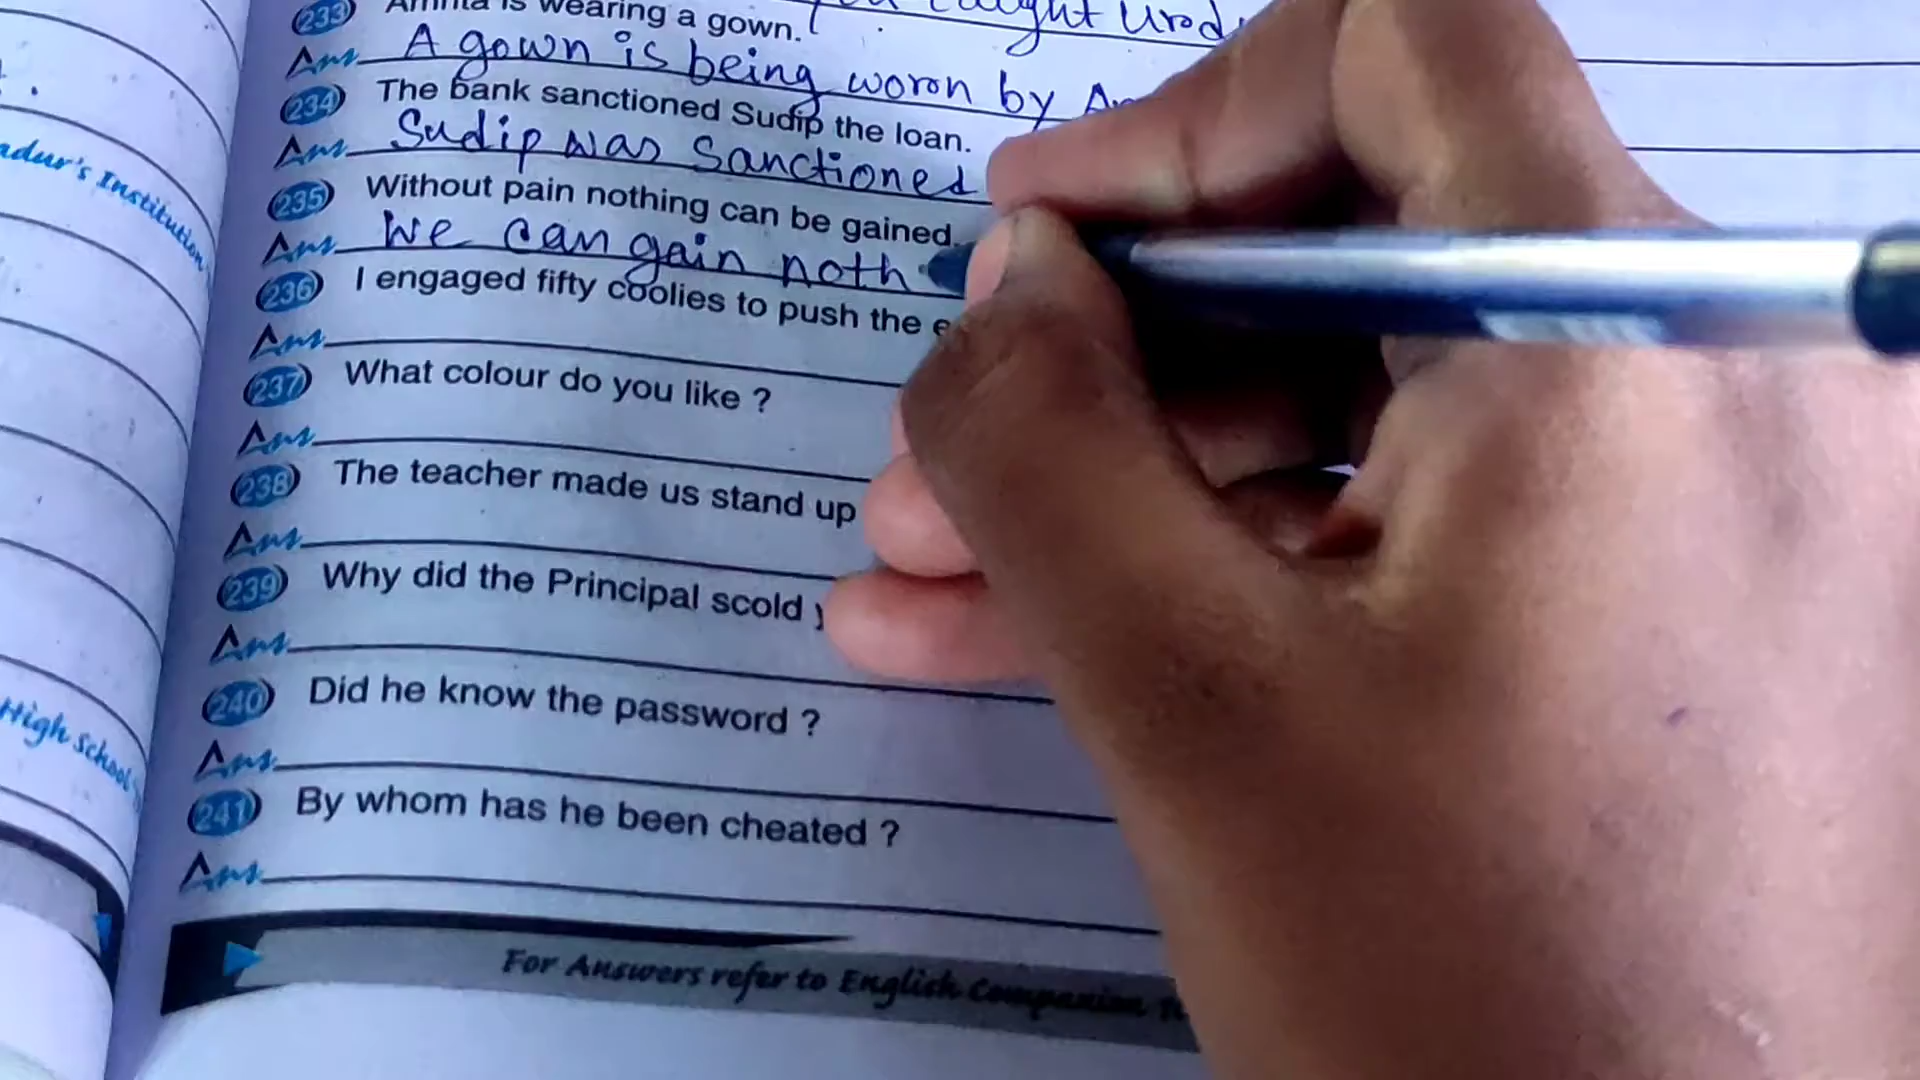 233 Amrita is wearing a gown.
Ans A gown is being worn by
234 The bank sanctioned Sudip the loan.
Ans Sudip was sanctioned
235 Without pain nothing can be gained.
Ans We can gain noth
236 I engaged fifty coolies to push the
Ans
237 What colour do you like ?
Ans
238 The teacher made us stand up
Ans
239 Why did the Principal scold
Ans
240 Did he know the password ?
Ans
241 By whom has he been cheated ?
Ans
For Answers refer to English Companion
adur's Institution
High school